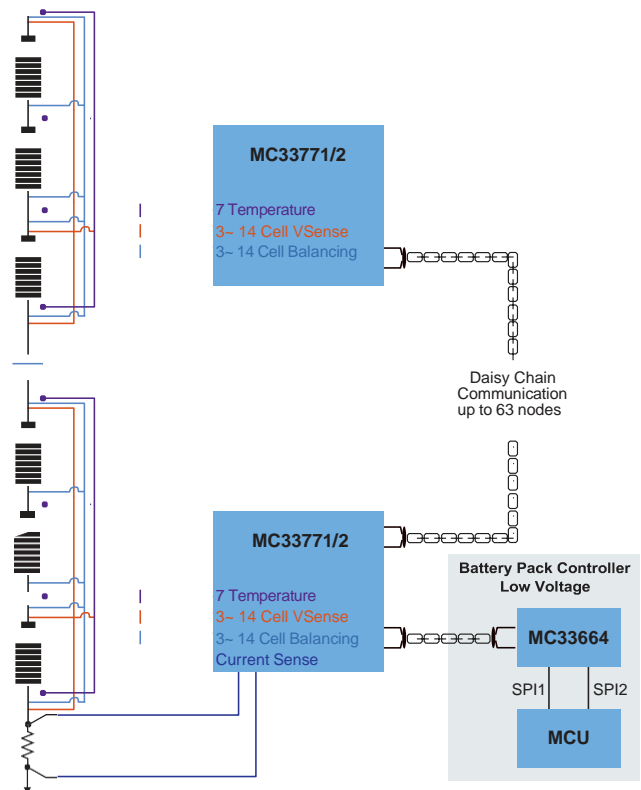 MC33771/2
7 Temperature
3~ 14 Cell VSense
3~ 14 Cell Balancing
Daisy Chain
Communication
up to 63 nodes
MC33771/2
7 Temperature
3~ 14 Cell VSense
3~ 14 Cell Balancing
Current Sense
Battery Pack Controller
Low Voltage
MC33664
SPI1
SPI2
MCU